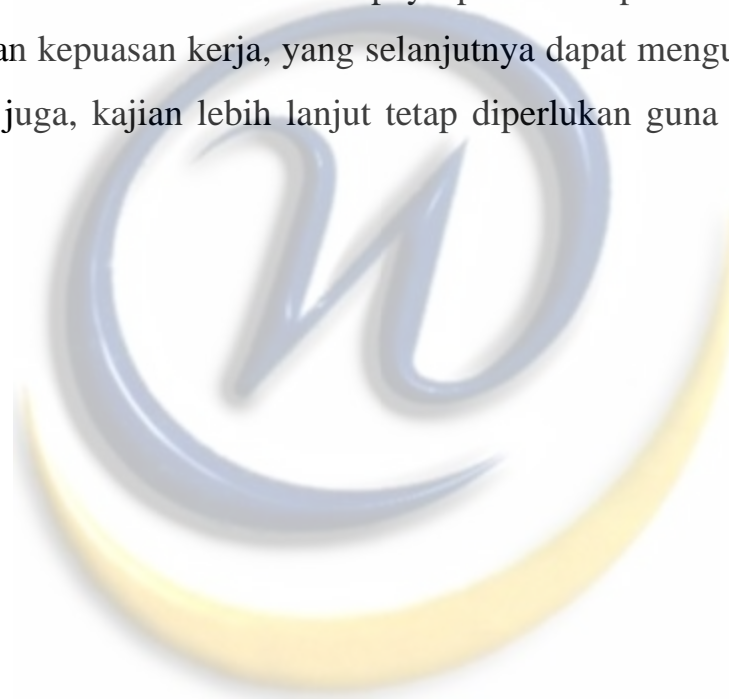 an kepuasan kerja, yang selanjutnya dapat mengu
juga, kajian lebih lanjut tetap diperlukan guna